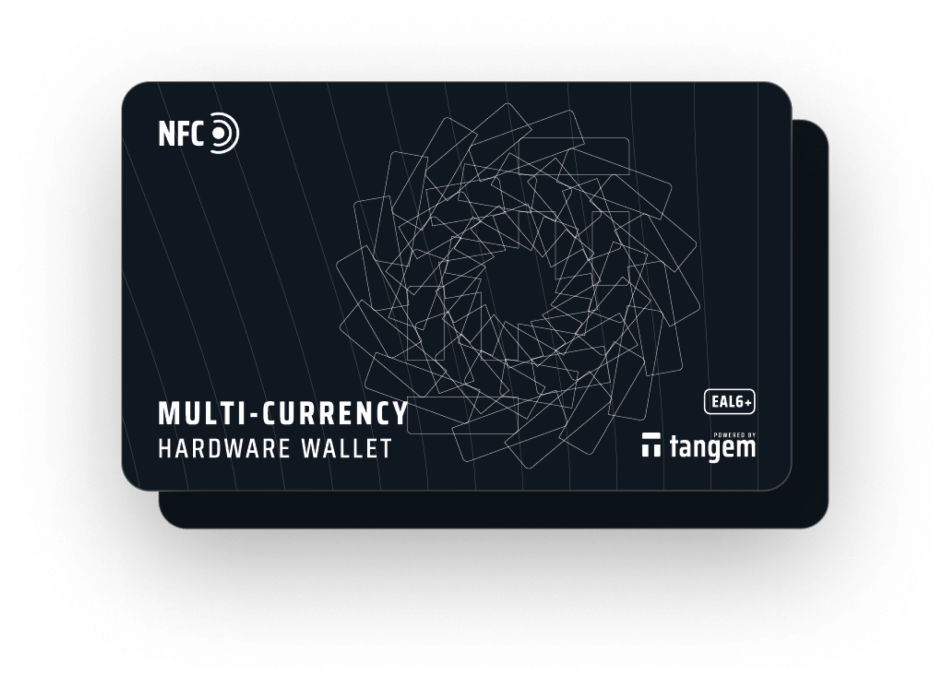 NFC
MULTI-CURRENCY
HARDWARE WALLET
EAL6+
POWERED BY
tangem